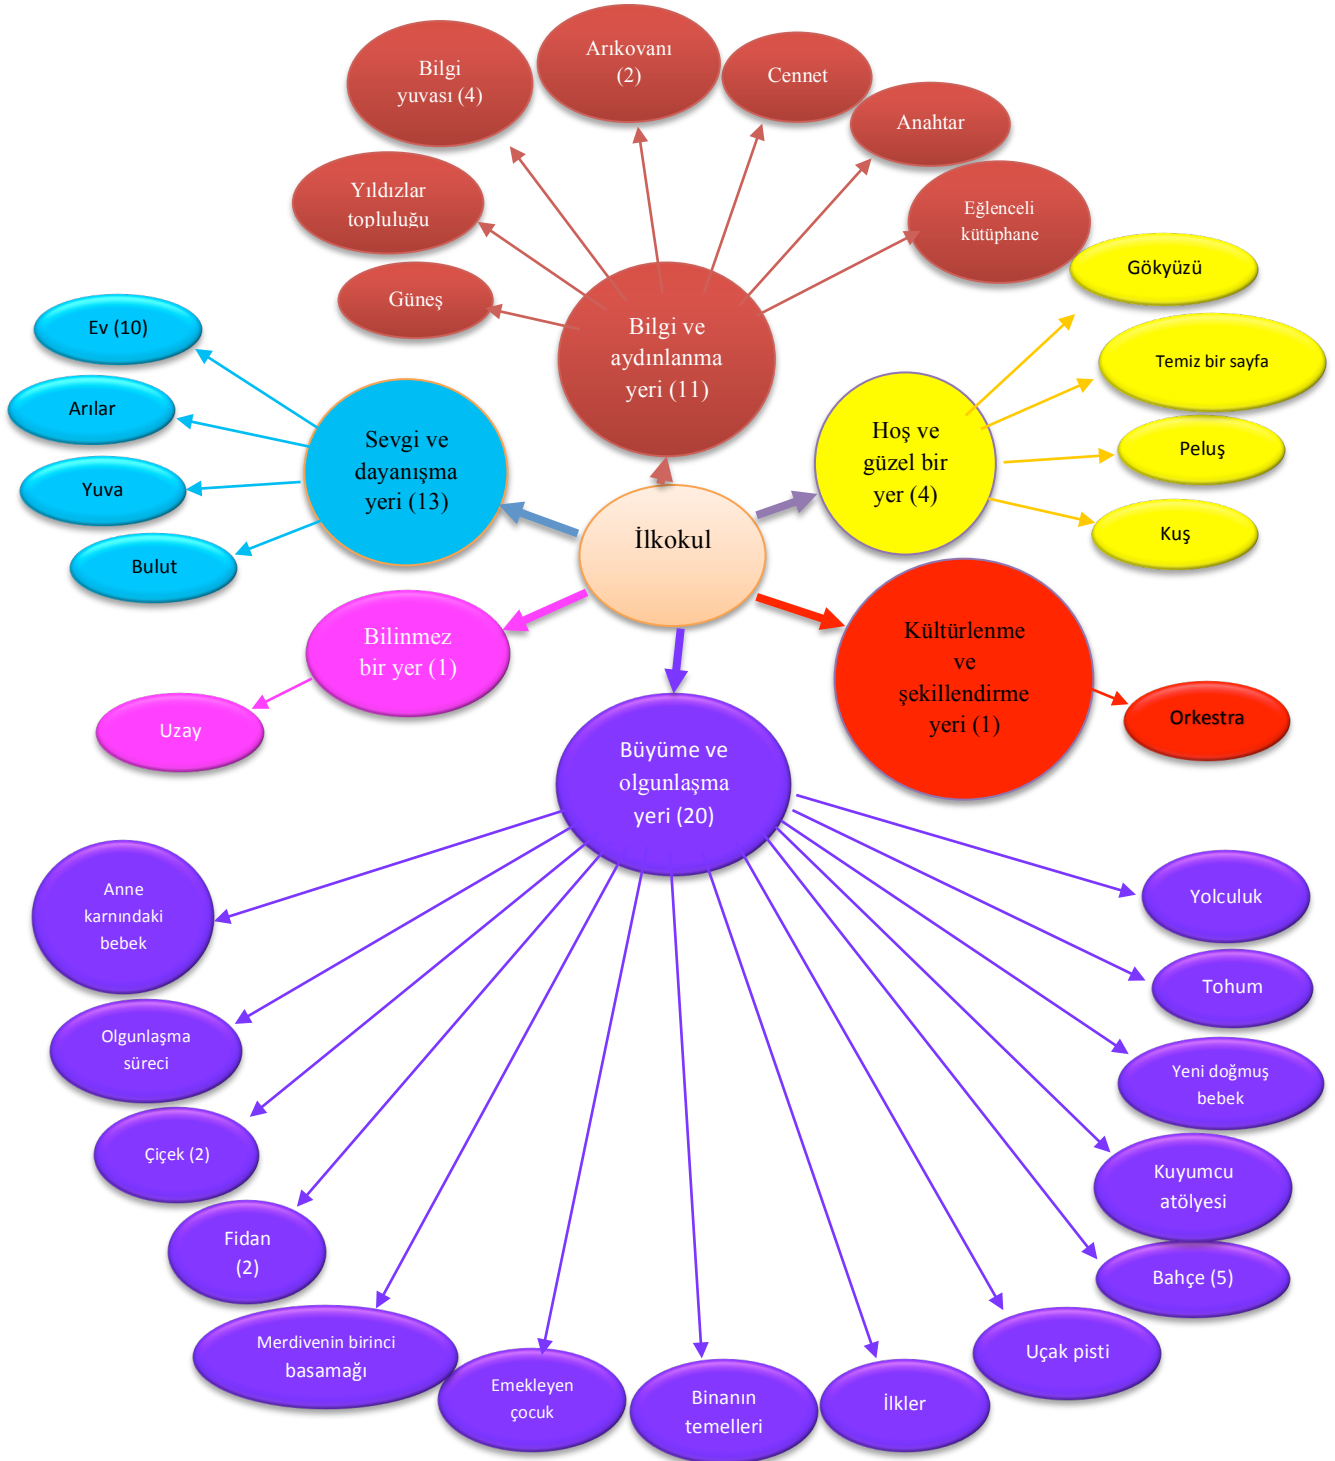 Bilgi
yuvası (4)
Arıkovanı
(2)
Cennet
Anahtar
Yıldızlar
topluluğu
Eğlenceli
kütüphane
Güneş
Bilgi ve
aydınlanma
yeri (11)
Gökyüzü
Temiz bir sayfa
Peluş
Kuş
Hoş ve
güzel bir
yer (4)
Ev (10)
Arılar
Yuva
Bulut
Sevgi ve
dayanışma
yeri (13)
İlkokul
Bilinmez
bir yer (1)
Uzay
Kültürlenme
ve
şekillendirme
yeri (1)
Orkestra
Büyüme ve
olgunlaşma
yeri (20)
Anne
karnındaki
bebek
Olgunlaşma
süreci
Çiçek (2)
Fidan
(2)
Merdivenin birinci
basamağı
Emekleyen
çocuk
Binanın
temelleri
İlkler
Uçak pisti
Bahçe (5)
Kuyumcu
atölyesi
Yeni doğmuş
bebek
Tohum
Yolculuk